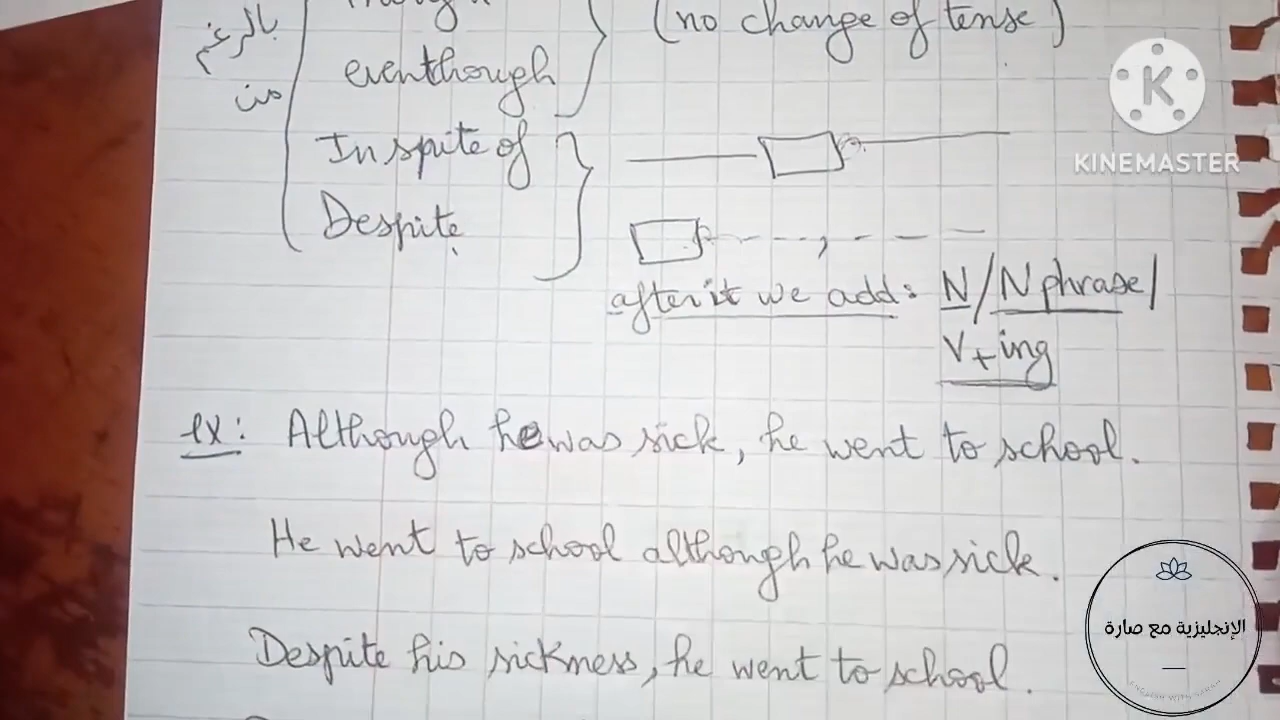 (no change of tense)
بالرغم
من
eventhough
In spite of
Despite
after it we add: N/N phrase/
V+ing
ex: Although he was sick, he went to school.
He went to school although he was sick.
Despite his sickness, he went to school.
K
KINEMASTER
الإنجليزية مع صارة